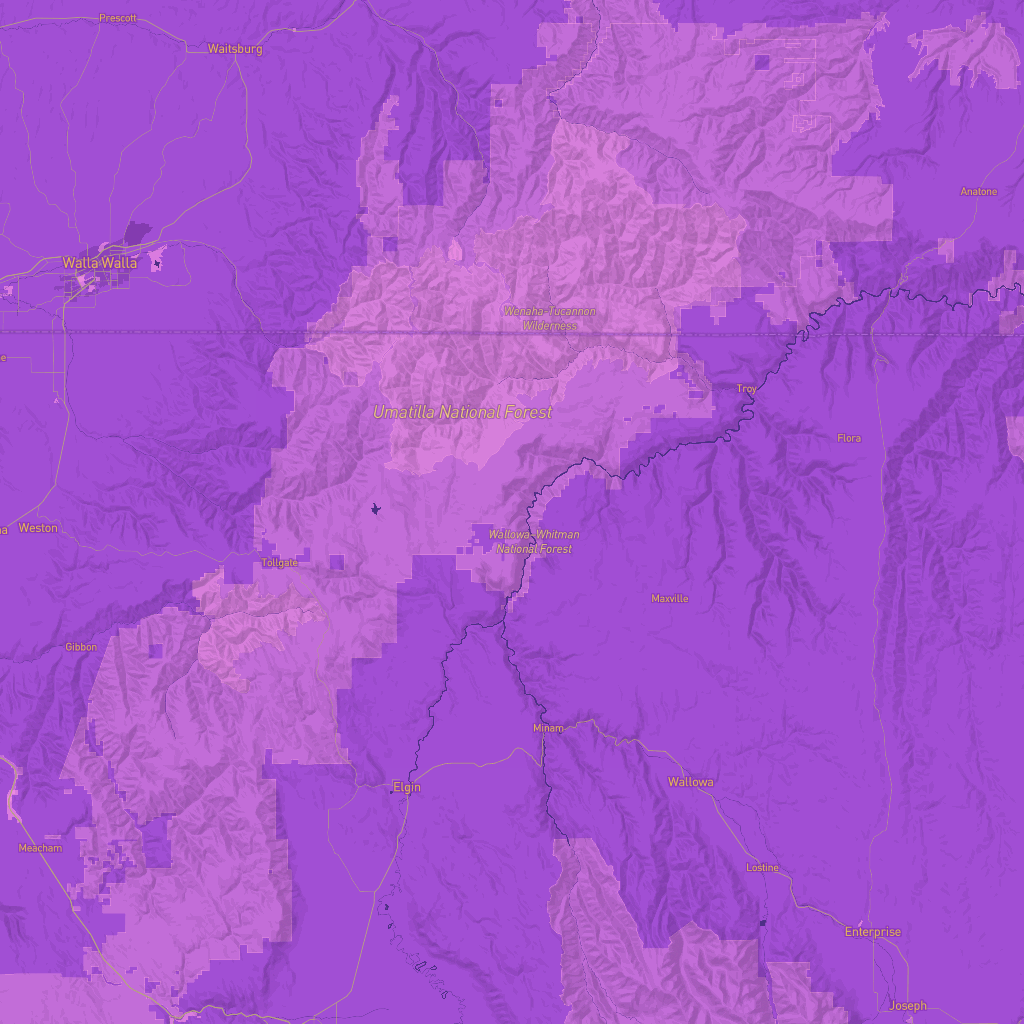 Prescott
Waitsburg
Anatone
Walla Walla
Wenaha-Tucannon
Wilderness
e
Troy
Umatilla National Forest
Flora
na
Weston
Wallowa-Whitman
National Forest
Tollgate
Maxville
Gibbon
Minam
Wallowa
Elgin
Meacham
Lostine
Enterprise
Joseph